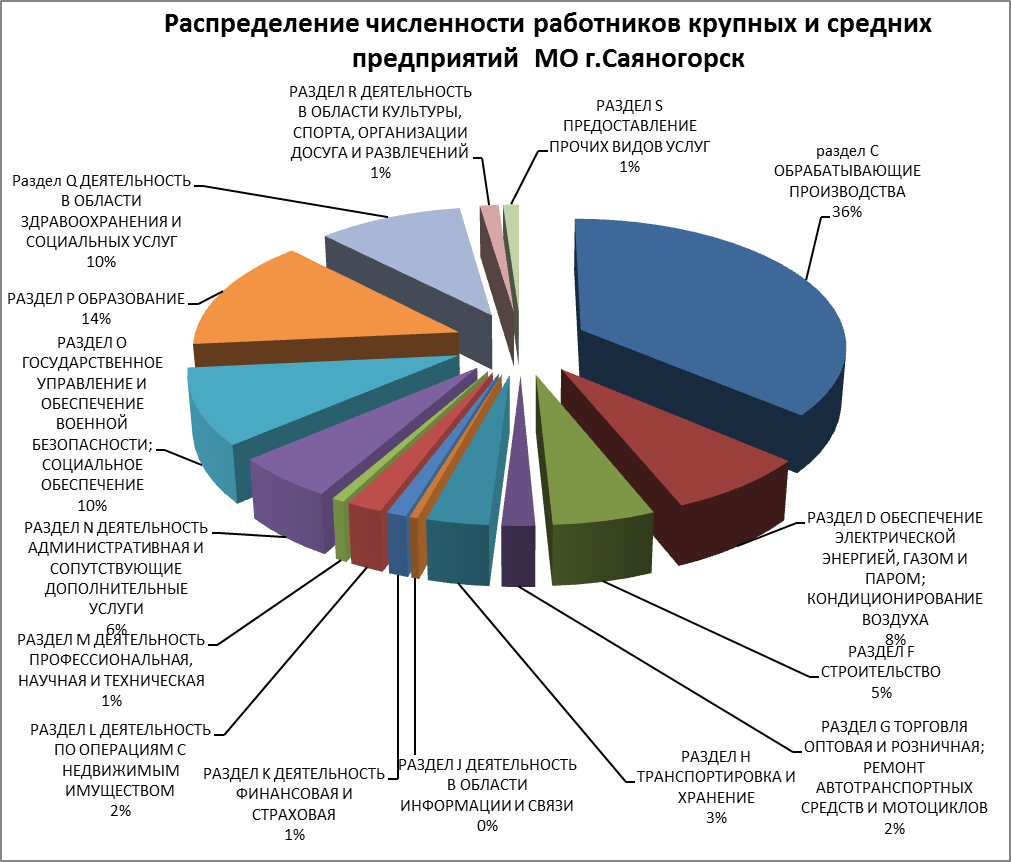 Распределение численности работников крупных и средних
предприятий МО г.Саяногорск
РАЗДЕЛ R ДЕЯТЕЛЬНОСТЬ
В ОБЛАСТИ КУЛЬТУРЫ,
СПОРТА, ОРГАНИЗАЦИИ
ДОСУГА И РАЗВЛЕЧЕНИЙ
1%
РАЗДЕЛ S
ПРЕДОСТАВЛЕНИЕ
ПРОЧИХ ВИДОВ УСЛУГ
1%
раздел С
ОБРАБАТЫВАЮЩИЕ
ПРОИЗВОДСТВА
36%
РАЗДЕЛ D ОБЕСПЕЧЕНИЕ
ЭЛЕКТРИЧЕСКОЙ
ЭНЕРГИЕЙ, ГАЗОМ И
ПАРОМ;
КОНДИЦИОНИРОВАНИЕ
ВОЗДУХА
8%
РАЗДЕЛ F
СТРОИТЕЛЬСТВО
5%
РАЗДЕЛ G ТОРГОВЛЯ
ОПТОВАЯ И РОЗНИЧНАЯ;
РЕМОНТ
АВТОТРАНСПОРТНЫХ
СРЕДСТВ И МОТОЦИКЛОВ
2%
РАЗДЕЛ H
ТРАНСПОРТИРОВКА И
ХРАНЕНИЕ
3%
РАЗДЕЛ J ДЕЯТЕЛЬНОСТЬ
В ОБЛАСТИ
ИНФОРМАЦИИ И СВЯЗИ
0%
РАЗДЕЛ K ДЕЯТЕЛЬНОСТЬ
ФИНАНСОВАЯ И
СТРАХОВАЯ
1%
РАЗДЕЛ L ДЕЯТЕЛЬНОСТЬ
ПО ОПЕРАЦИЯМ С
НЕДВИЖИМЫМ
ИМУЩЕСТВОМ
2%
РАЗДЕЛ M ДЕЯТЕЛЬНОСТЬ
ПРОФЕССИОНАЛЬНАЯ,
НАУЧНАЯ И ТЕХНИЧЕСКАЯ
1%
РАЗДЕЛ N ДЕЯТЕЛЬНОСТЬ
АДМИНИСТРАТИВНАЯ И
СОПУТСТВУЮЩИЕ
ДОПОЛНИТЕЛЬНЫЕ
УСЛУГИ
6%
РАЗДЕЛ O
ГОСУДАРСТВЕННОЕ
УПРАВЛЕНИЕ И
ОБЕСПЕЧЕНИЕ
ВОЕННОЙ
БЕЗОПАСНОСТИ;
СОЦИАЛЬНОЕ
ОБЕСПЕЧЕНИЕ
10%
РАЗДЕЛ P ОБРАЗОВАНИЕ
14%
Раздел Q ДЕЯТЕЛЬНОСТЬ
В ОБЛАСТИ
ЗДРАВООХРАНЕНИЯ И
СОЦИАЛЬНЫХ УСЛУГ
10%